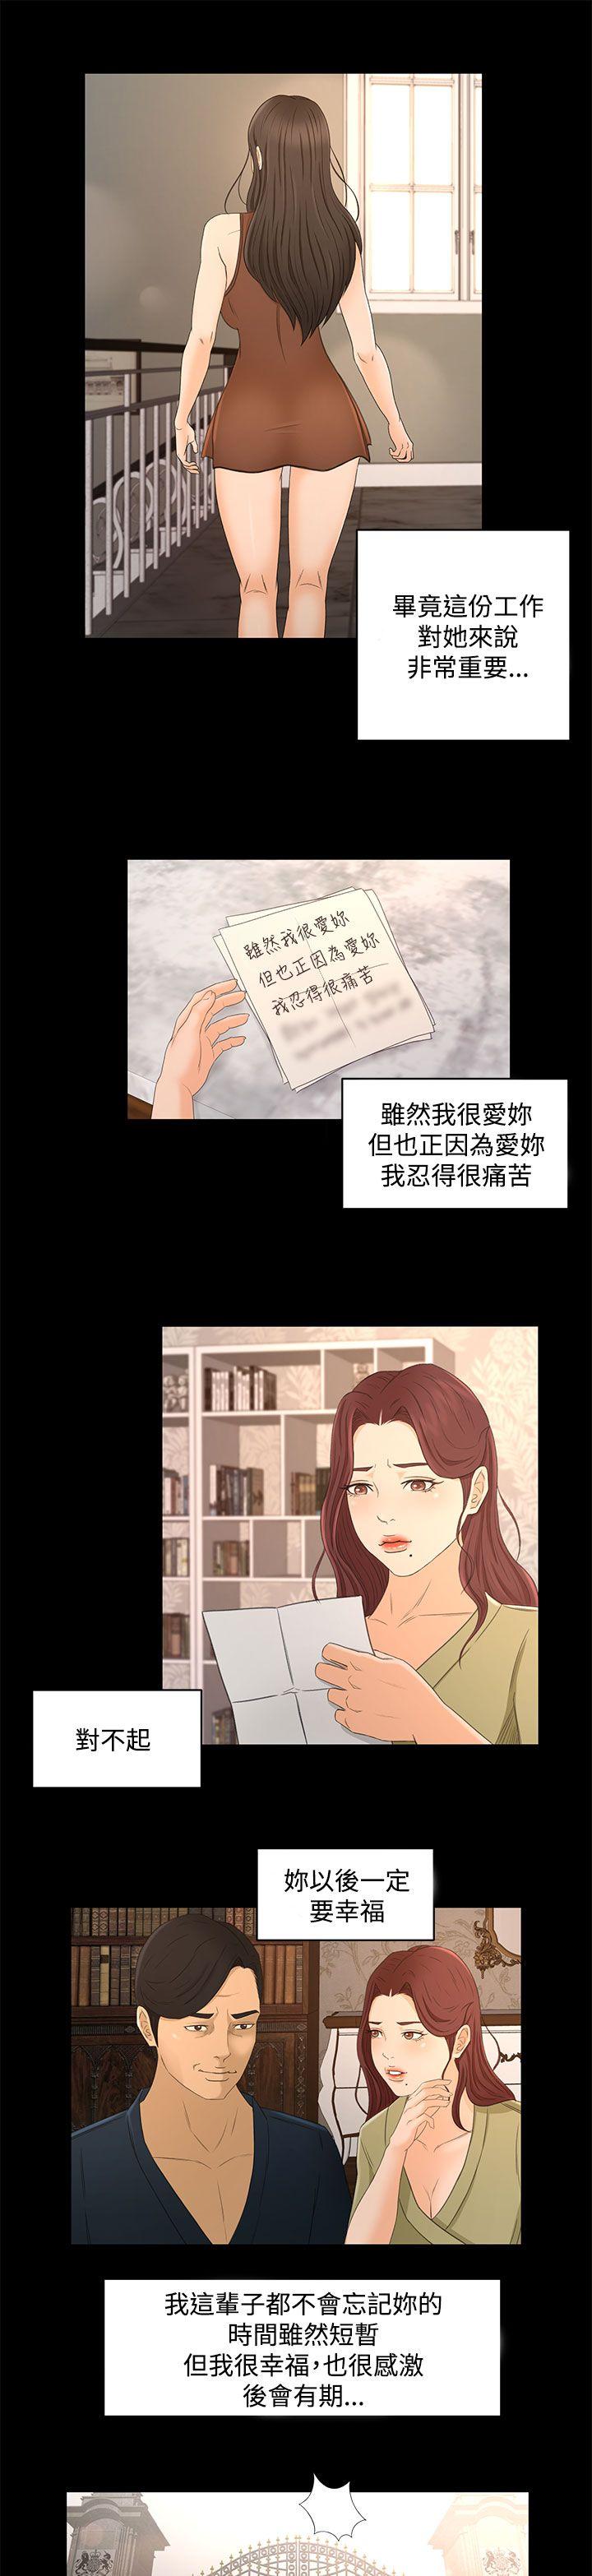 畢竟這份工作
對她來說
非常重要...
雖然我很愛妳
但也正因為愛妳
我忍得很痛苦
雖然我很愛妳
但也正因為愛妳
我忍得很痛苦
對不起
妳以後一定
要幸福
我這輩子都不會忘記妳的
時間雖然短暫
但我很幸福，也很感激
後會有期...